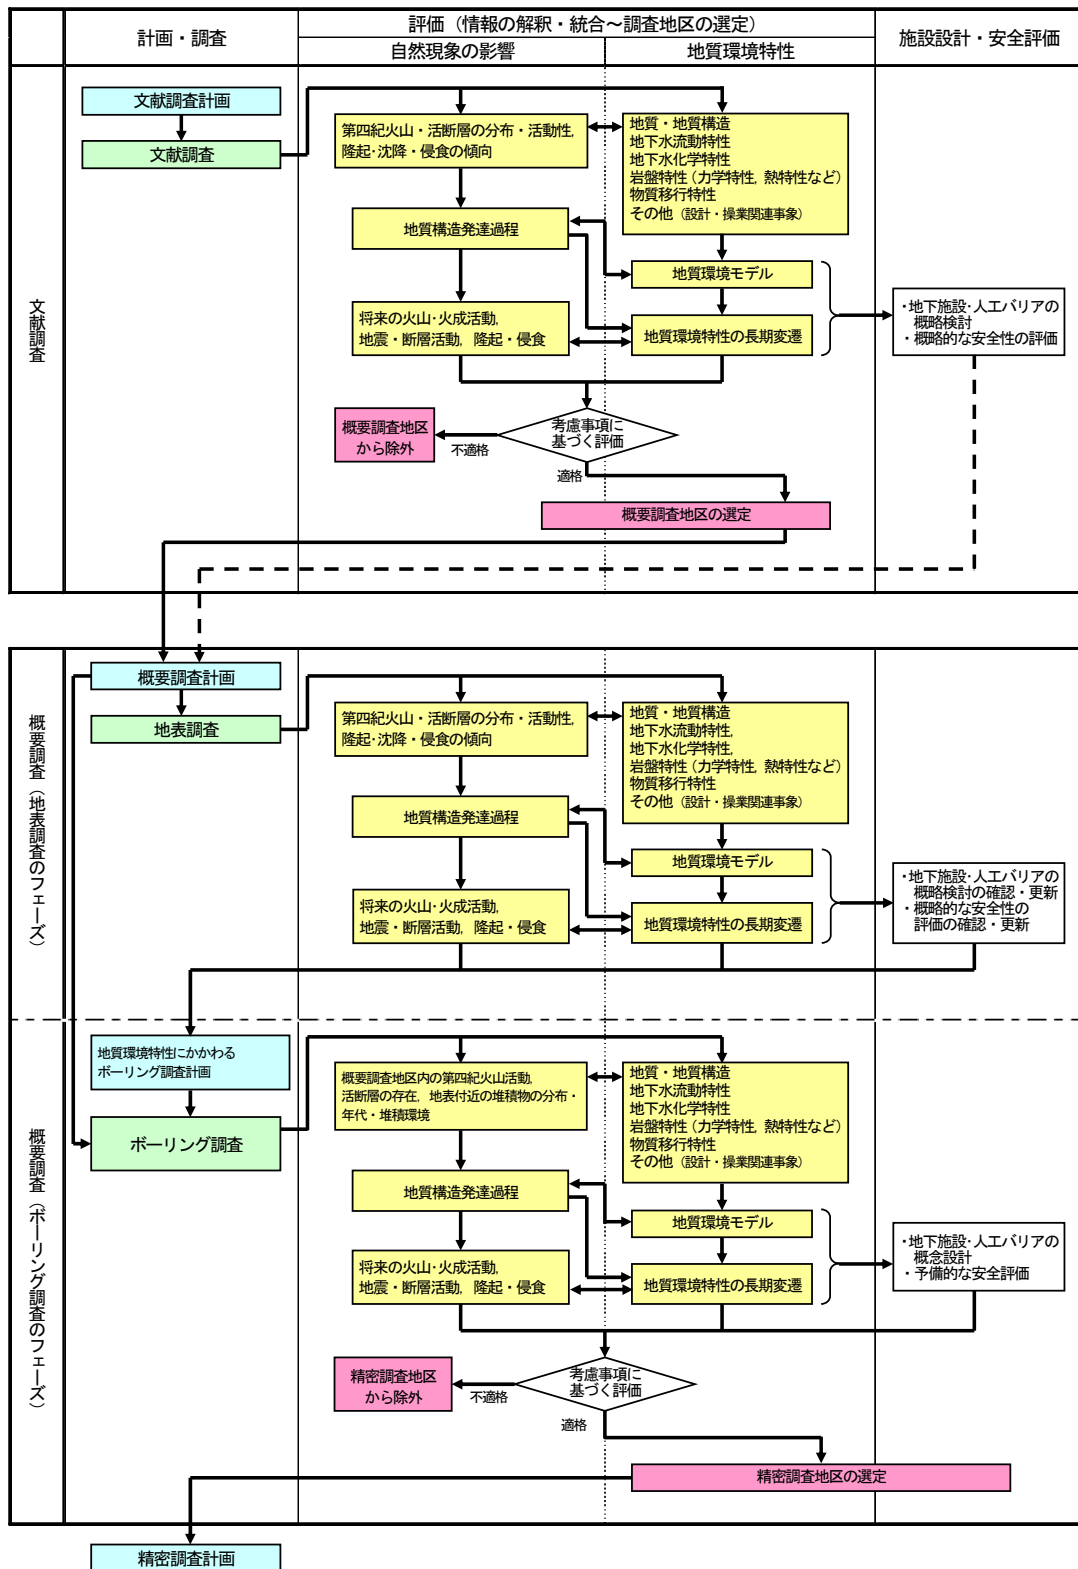 計画・調査
評価（情報の解釈・統合～調査地区の選定）
自然現象の影響
地質環境特性
施設設計・安全評価
文献調査
文献調査計画
文献調査
第四紀火山・活断層の分布・活動性,
隆起・沈降・侵食の傾向
地質・地質構造
地下水流動特性
地下水化学特性
岩盤特性（力学特性, 熱特性など）
物質移行特性
その他（設計・操業関連事象）
地質構造発達過程
地質環境モデル
将来の火山・火成活動,
地震・断層活動, 隆起・侵食
地質環境特性の長期変遷
・地下施設・人工バリアの
概略検討
・概略的な安全性の評価
考慮事項に
基づく評価
不適格
概要調査地区
から除外
適格
概要調査地区の選定
概要調査（地表調査のフェーズ）
概要調査計画
地表調査
第四紀火山・活断層の分布・活動性,
隆起・沈降・侵食の傾向
地質・地質構造
地下水流動特性,
地下水化学特性,
岩盤特性（力学特性, 熱特性など）
物質移行特性
その他（設計・操業関連事象）
地質構造発達過程
地質環境モデル
将来の火山・火成活動,
地震・断層活動, 隆起・侵食
地質環境特性の長期変遷
・地下施設・人工バリアの
概略検討の確認・更新
・概略的な安全性の
評価の確認・更新
概要調査（ボーリング調査のフェーズ）
地質環境特性にかかわる
ボーリング調査計画
ボーリング調査
概要調査地区内の第四紀火山活動,
活断層の存在, 地表付近の堆積物の分布・
年代・堆積環境
地質・地質構造
地下水流動特性
地下水化学特性
岩盤特性（力学特性, 熱特性など）
物質移行特性
その他（設計・操業関連事象）
地質構造発達過程
地質環境モデル
将来の火山・火成活動,
地震・断層活動, 隆起・侵食
地質環境特性の長期変遷
・地下施設・人工バリアの
概念設計
・予備的な安全評価
考慮事項に
基づく評価
不適格
精密調査地区
から除外
適格
精密調査地区の選定
精密調査計画